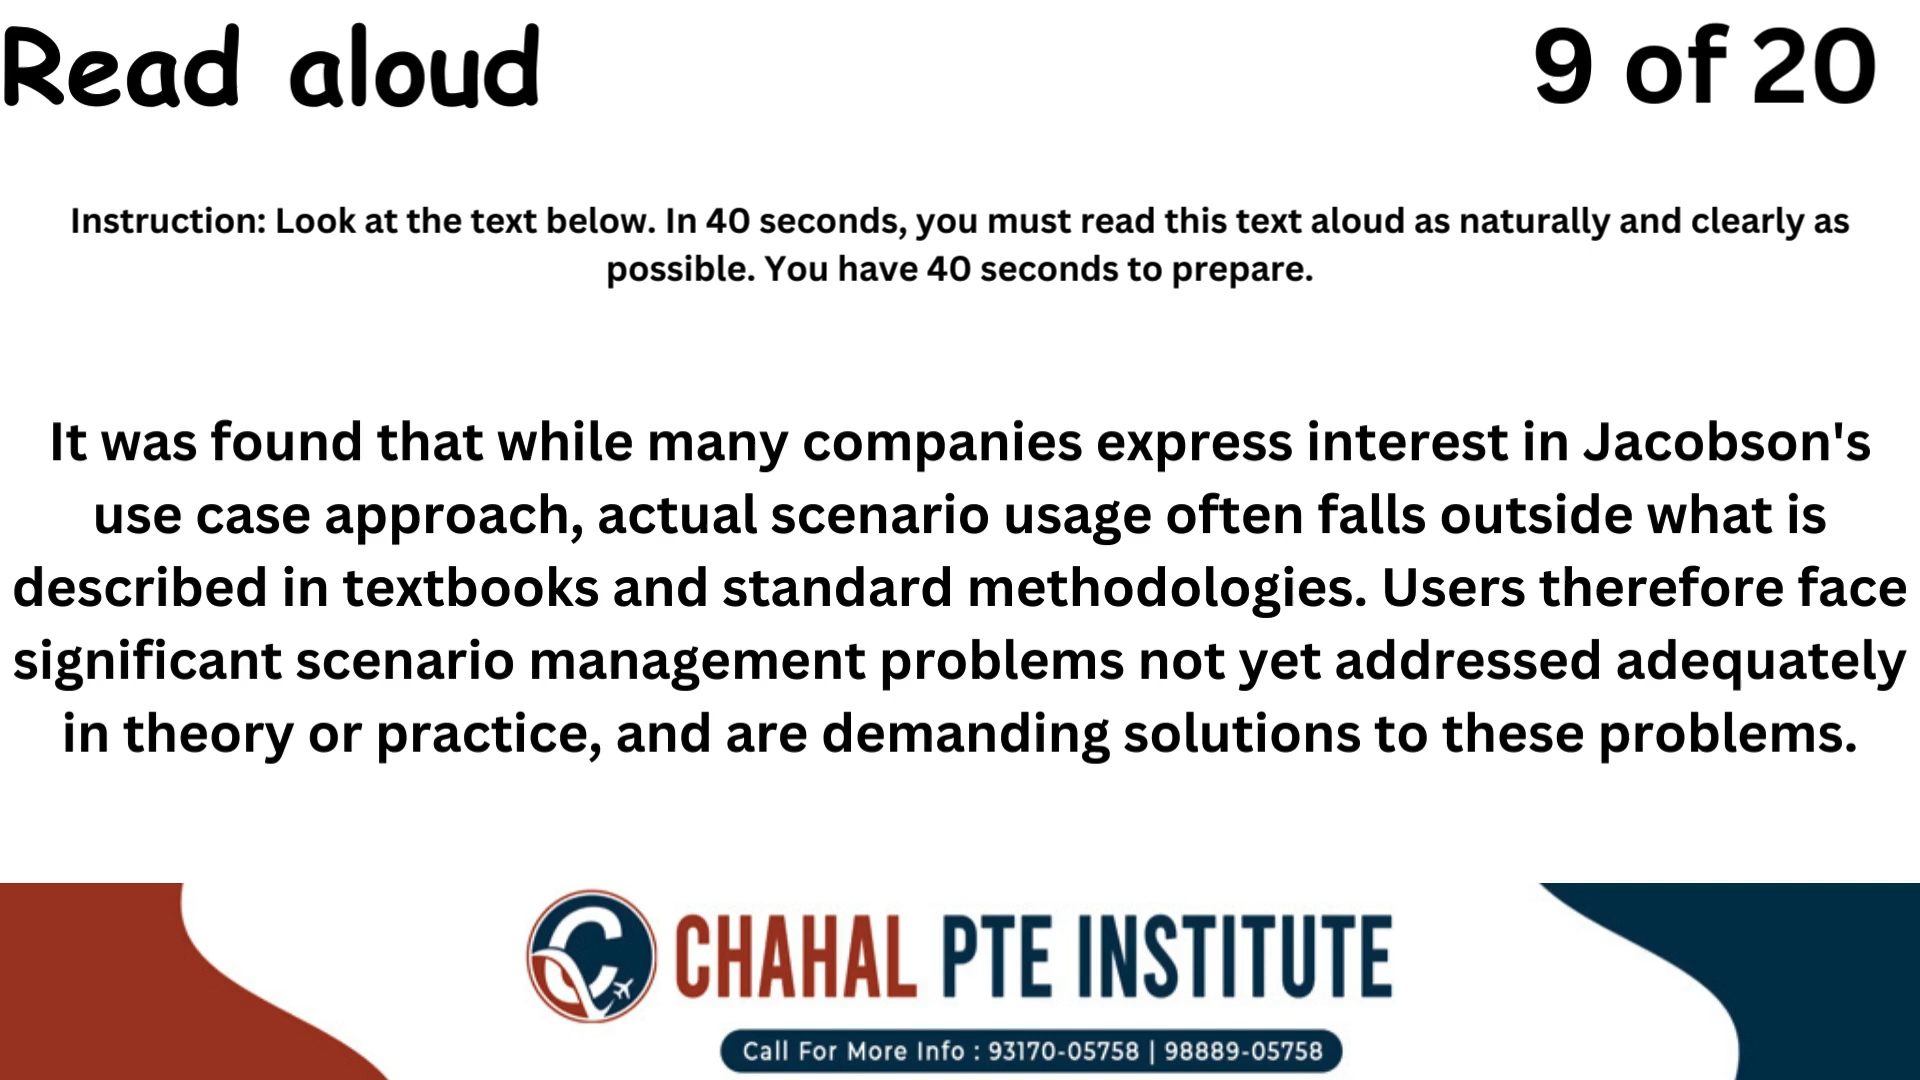 Read aloud
9 of 20
Instruction: Look at the text below. In 40 seconds, you must read this text aloud as naturally and clearly as
possible. You have 40 seconds to prepare.
It was found that while many companies express interest in Jacobson's
use case approach, actual scenario usage often falls outside what is
described in textbooks and standard methodologies. Users therefore face
significant scenario management problems not yet addressed adequately
in theory or practice, and are demanding solutions to these problems.
CHAHAL PTE INSTITUTE
Call For More Info : 93170-05758 | 98889-05758